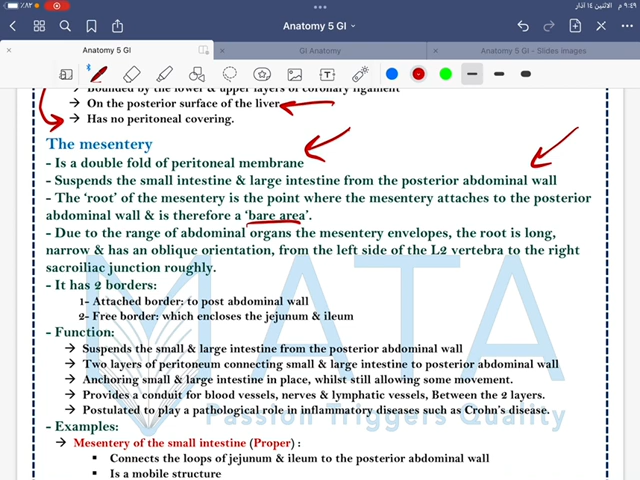 ٨٢٪
•••
٩:٤٩ م الاثنين ١٤ آذار
Anatomy 5 GI
Anatomy 5 GI
GI Anatomy
Anatomy 5 GI - Slides images
Bounded by the lower & upper layers of coronary ligament
→ On the posterior surface of the liver
→ Has no peritoneal covering.
The mesentery
- Is a double fold of peritoneal membrane
- Suspends the small intestine & large intestine from the posterior abdominal wall
- The ‘root’ of the mesentery is the point where the mesentery attaches to the posterior
abdominal wall & is therefore a ‘bare area’.
- Due to the range of abdominal organs the mesentery envelopes, the root is long,
narrow & has an oblique orientation, from the left side of the L2 vertebra to the right
sacroiliac junction roughly.
- It has 2 borders:
1- Attached border: to post abdominal wall
2- Free border: which encloses the jejunum & ileum
- Function:
→ Suspends the small & large intestine from the posterior abdominal wall
→ Two layers of peritoneum connecting small & large intestine to posterior abdominal wall
→ Anchoring small & large intestine in place, whilst still allowing some movement.
→ Provides a conduit for blood vessels, nerves & lymphatic vessels, Between the 2 layers.
→ Postulated to play a pathological role in inflammatory diseases such as Crohn’s disease.
- Examples:
→ Mesentery of the small intestine (Proper) :
▪ Connects the loops of jejunum & ileum to the posterior abdominal wall
▪ Is a mobile structure
MATA
Passion Triggers Quality